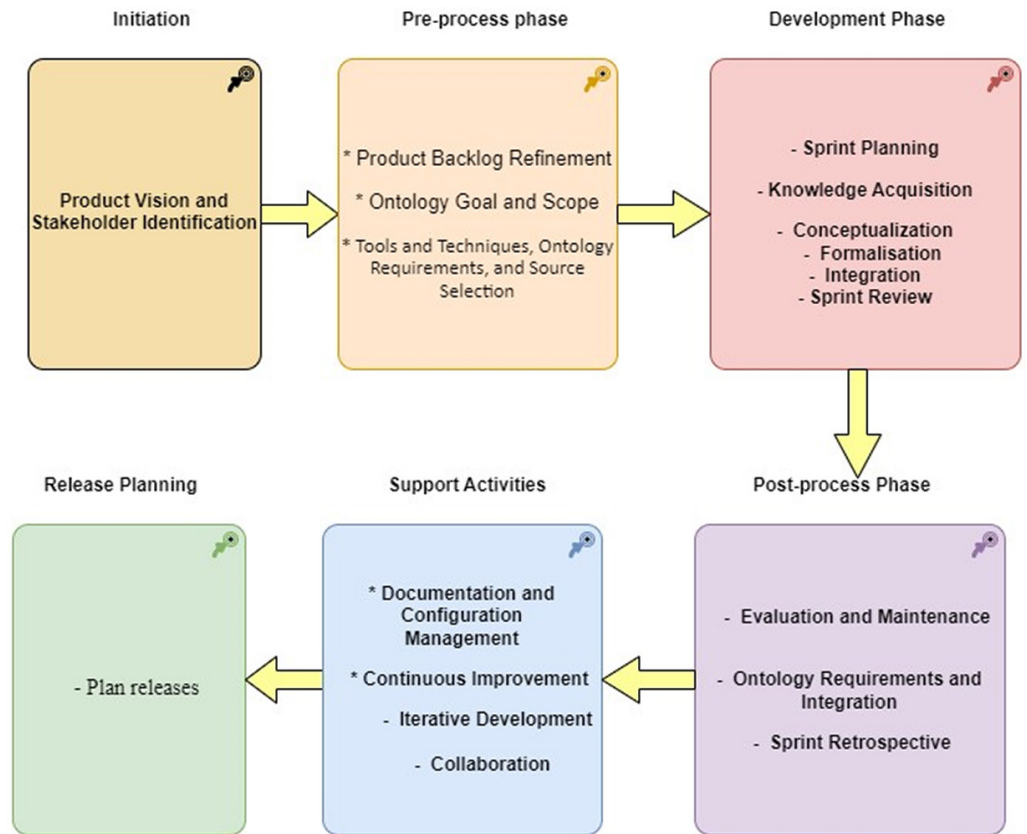 Initiation
Pre-process phase
Development Phase
Product Vision and
Stakeholder Identification
* Product Backlog Refinement
* Ontology Goal and Scope
* Tools and Techniques, Ontology
Requirements, and Source
Selection
- Sprint Planning
- Knowledge Acquisition
- Conceptualization
- Formalisation
- Integration
- Sprint Review
Release Planning
Support Activities
Post-process Phase
- Plan releases
* Documentation and
Configuration
Management
* Continuous Improvement
- Iterative Development
- Collaboration
- Evaluation and Maintenance
- Ontology Requirements and
Integration
- Sprint Retrospective